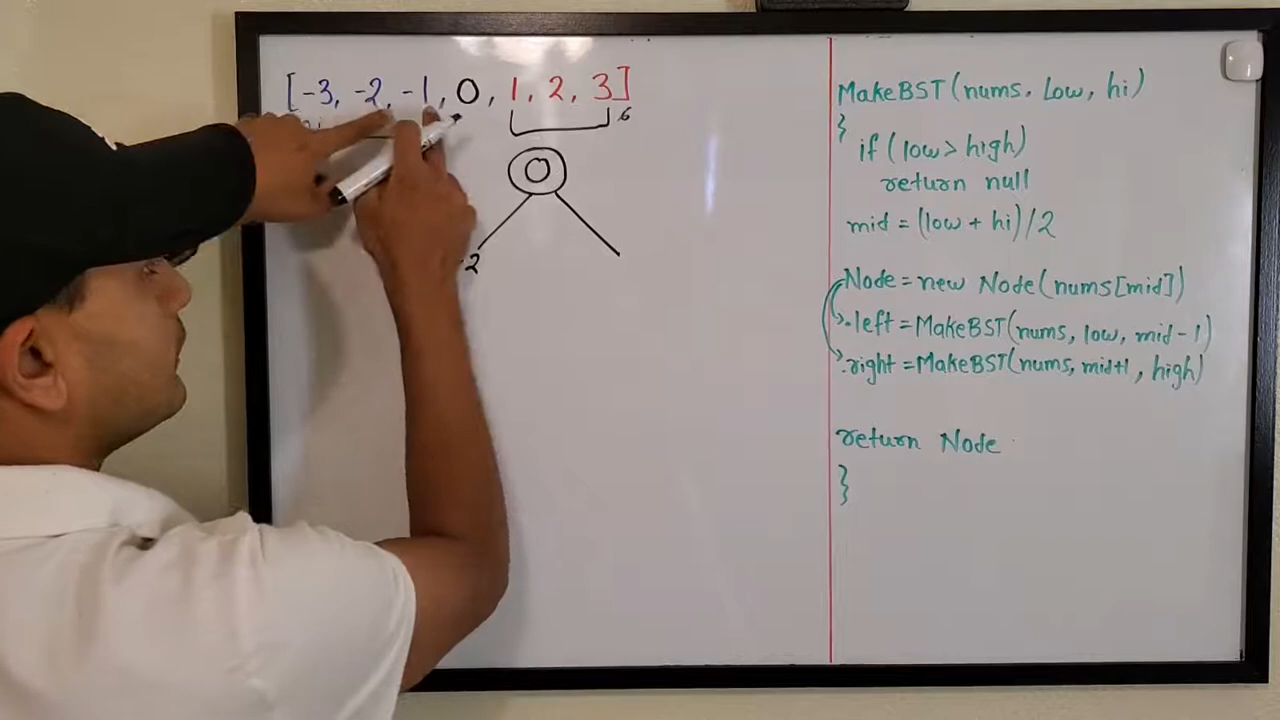 [-3, -2, -1, 0, 1, 2, 3]
6
0
-2
MakeBST(nums, Low, hi)
}
if (low > high)
return null
mid = (low + hi)/2
Node = new Node(nums[mid])
.left = MakeBST(nums, low, mid-1)
.right = MakeBST(nums, mid+1, high)
return Node
}